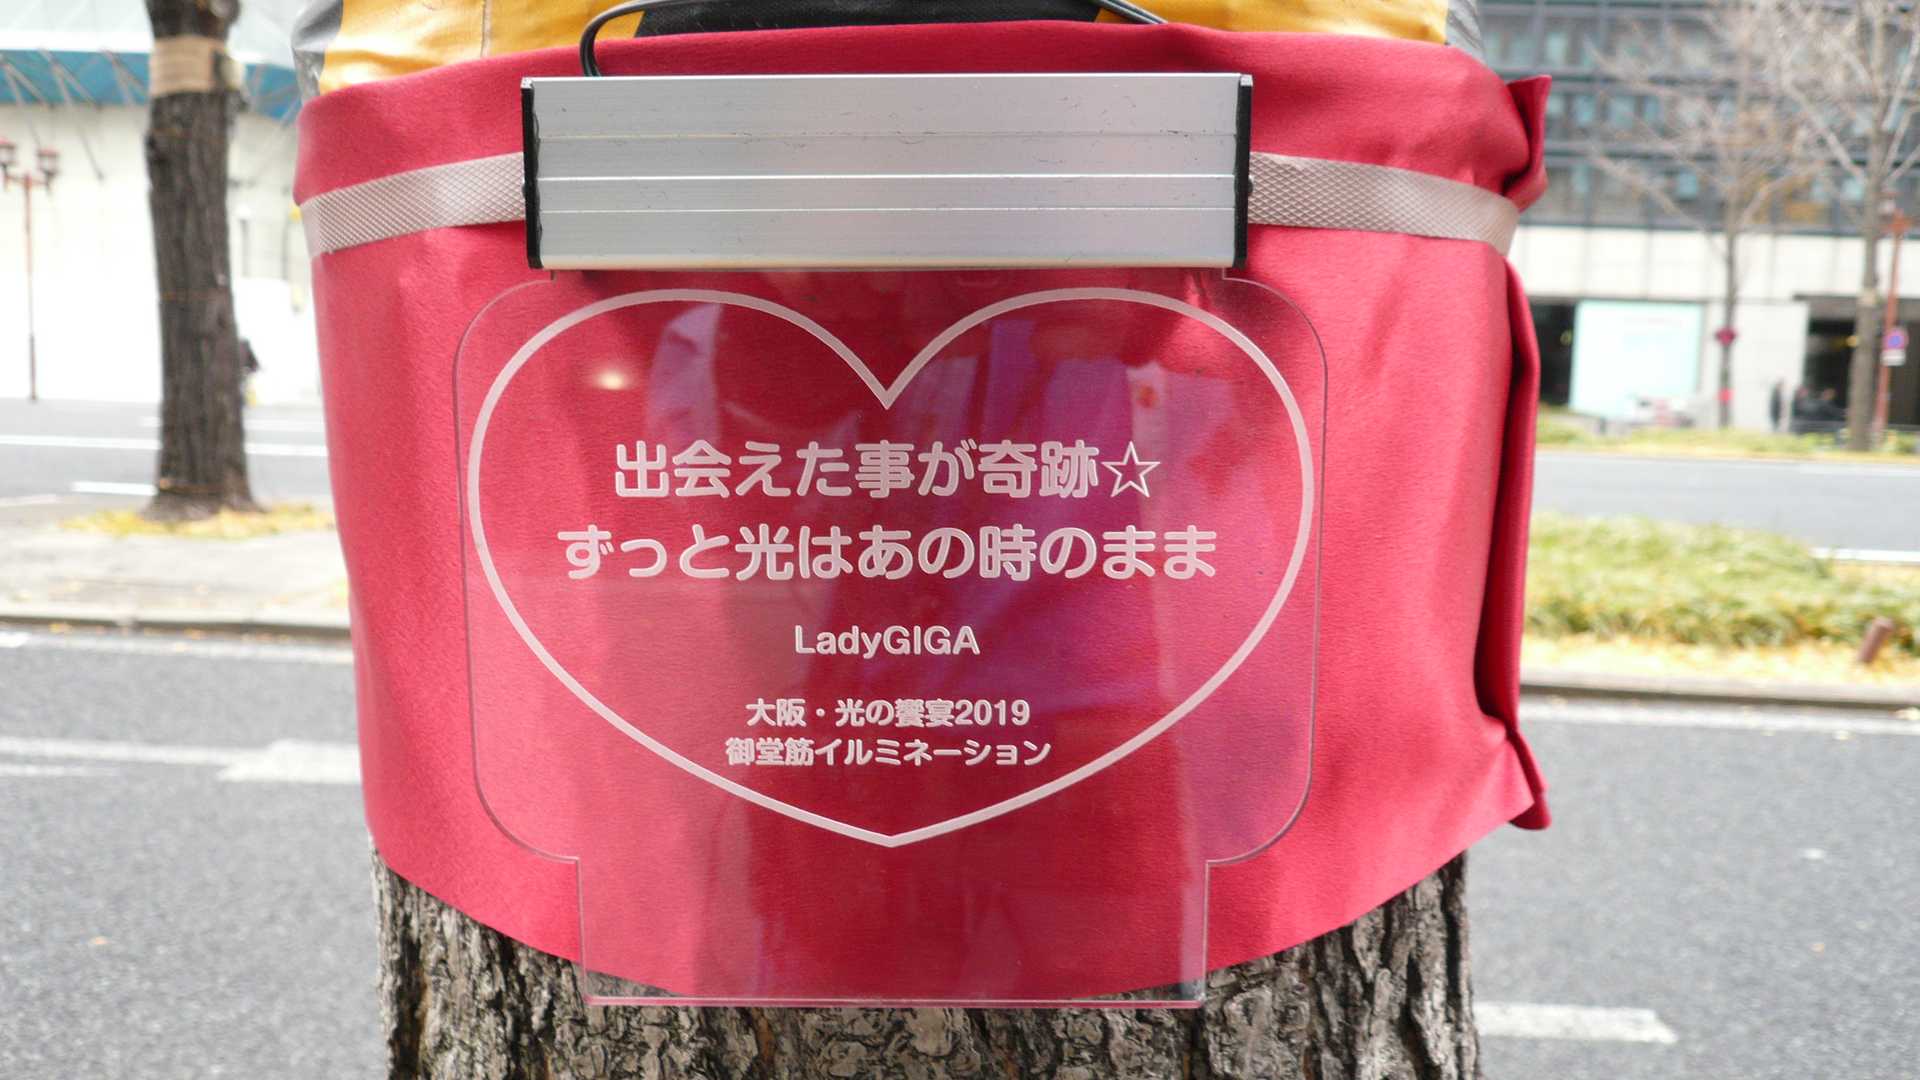 出会えた事が奇跡☆
ずっと光はあの時のまま
LadyGIGA
大阪・光の饗宴2019
御堂筋イルミネーション